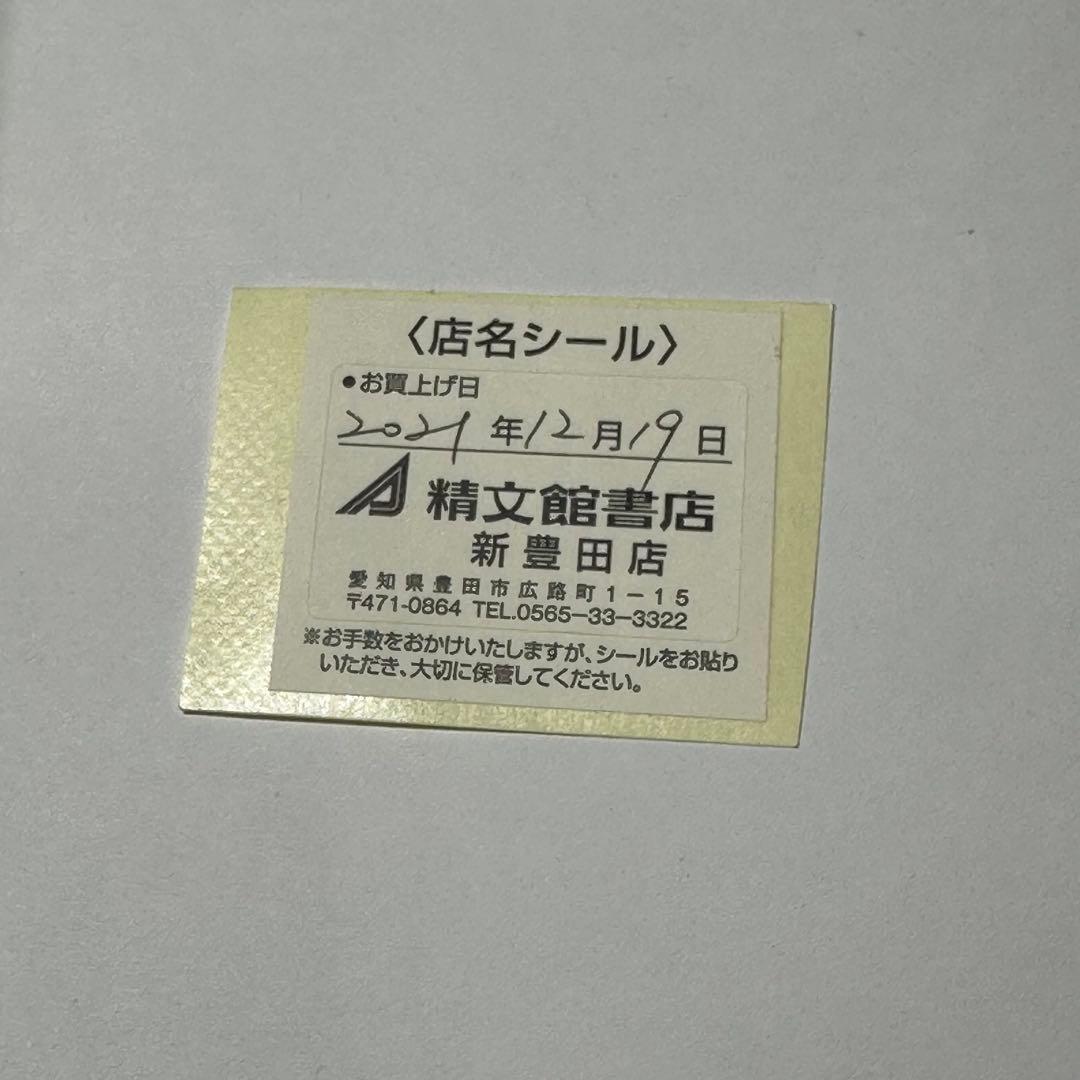 〈店名シール〉
●お買上げ日
2021年12月19日
精文館書店
新豊田店
愛知県豊田市広路町1－15
〒471-0864 TEL.0565－33－3322
※お手数をおかけいたしますが、シールをお貼り
いただき、大切に保管してください。